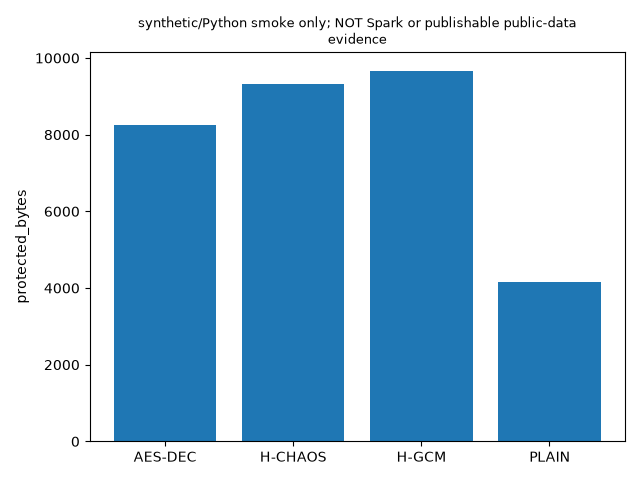 synthetic/Python smoke only; NOT Spark or publishable public-data
evidence
10000
8000
6000
4000
2000
0
protected_bytes
AES-DEC H-CHAOS H-GCM PLAIN